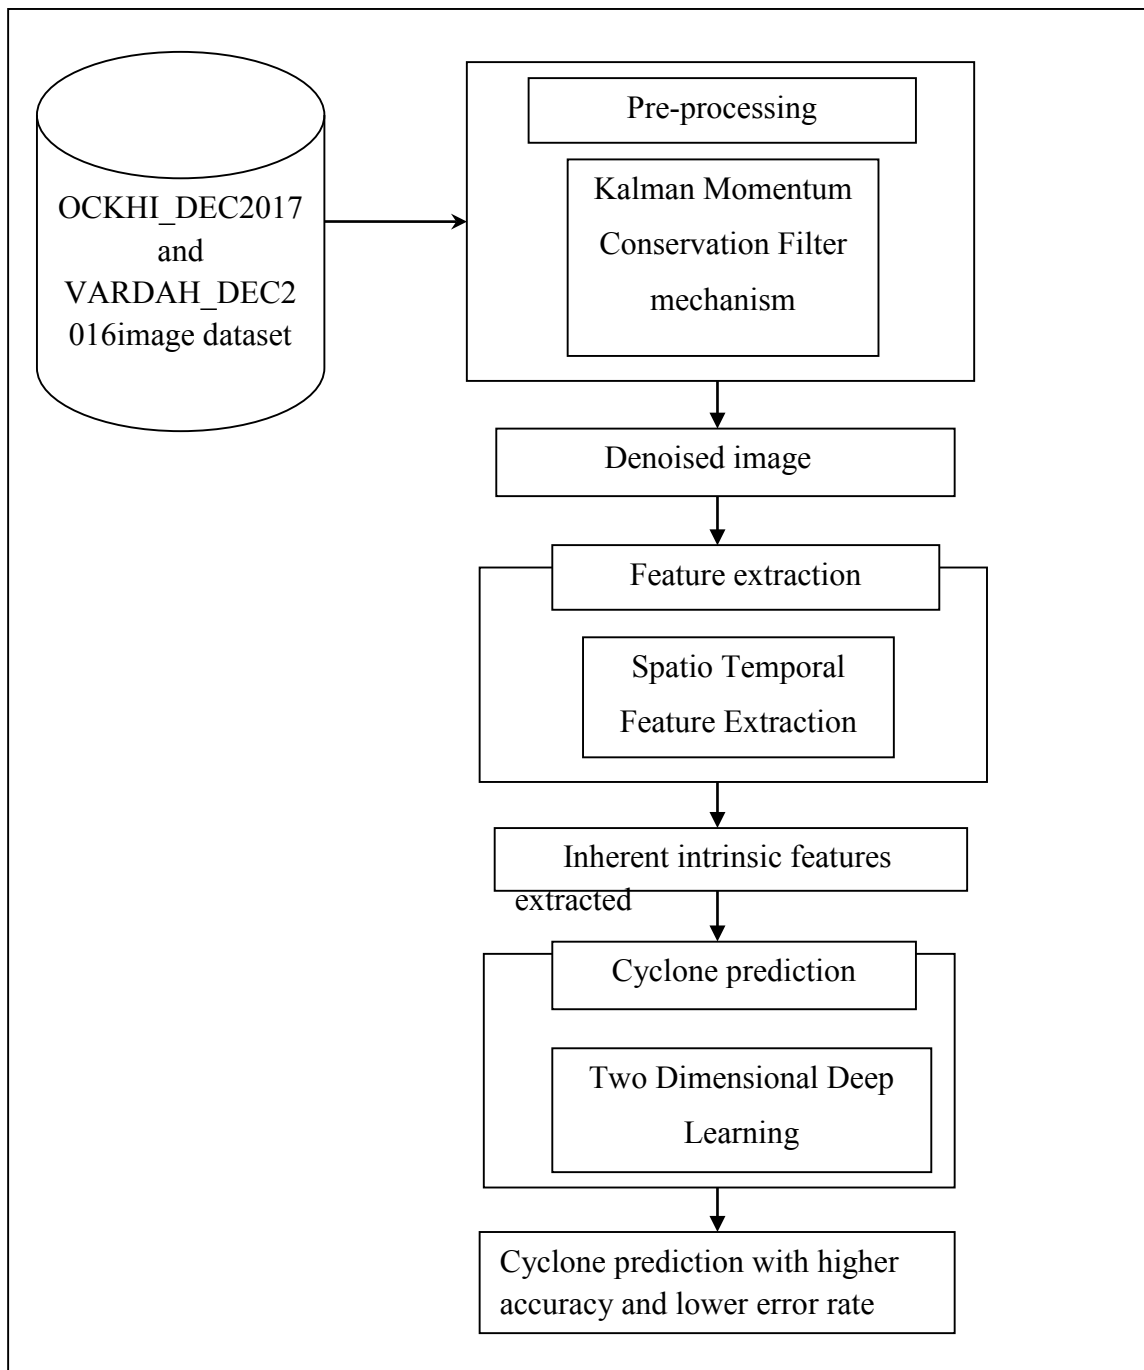 OCKHI_DEC2017
and
VARDAH_DEC2
016image dataset
Pre-processing
Kalman Momentum
Conservation Filter
mechanism
Denoised image
Feature extraction
Spatio Temporal
Feature Extraction
Inherent intrinsic features
extracted
Cyclone prediction
Two Dimensional Deep
Learning
Cyclone prediction with higher
accuracy and lower error rate